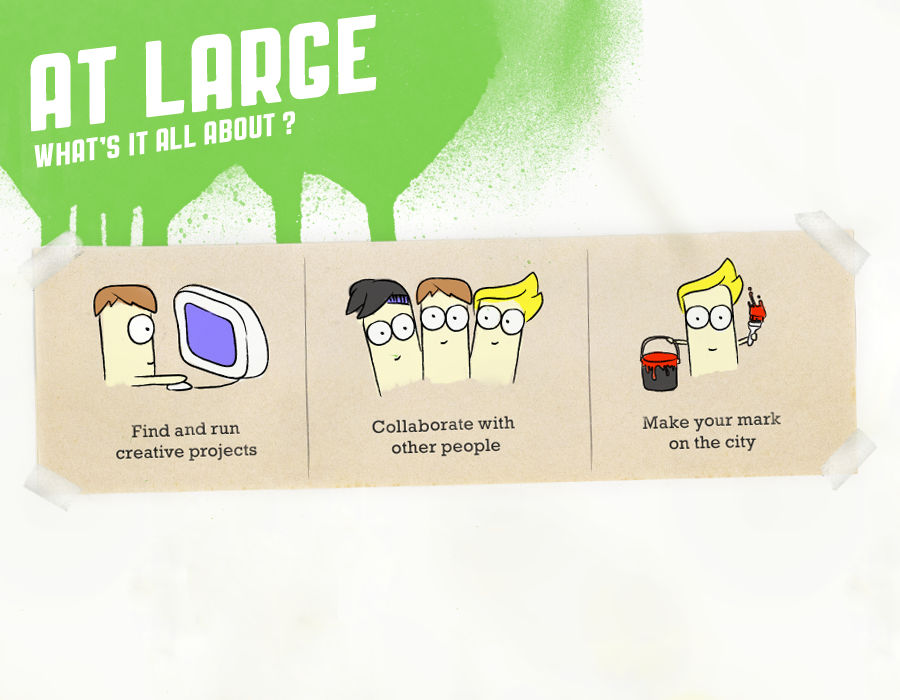 AT LARGE
WHAT'S IT ALL ABOUT ?
Find and run
creative projects
Collaborate with
other people
Make your mark
on the city